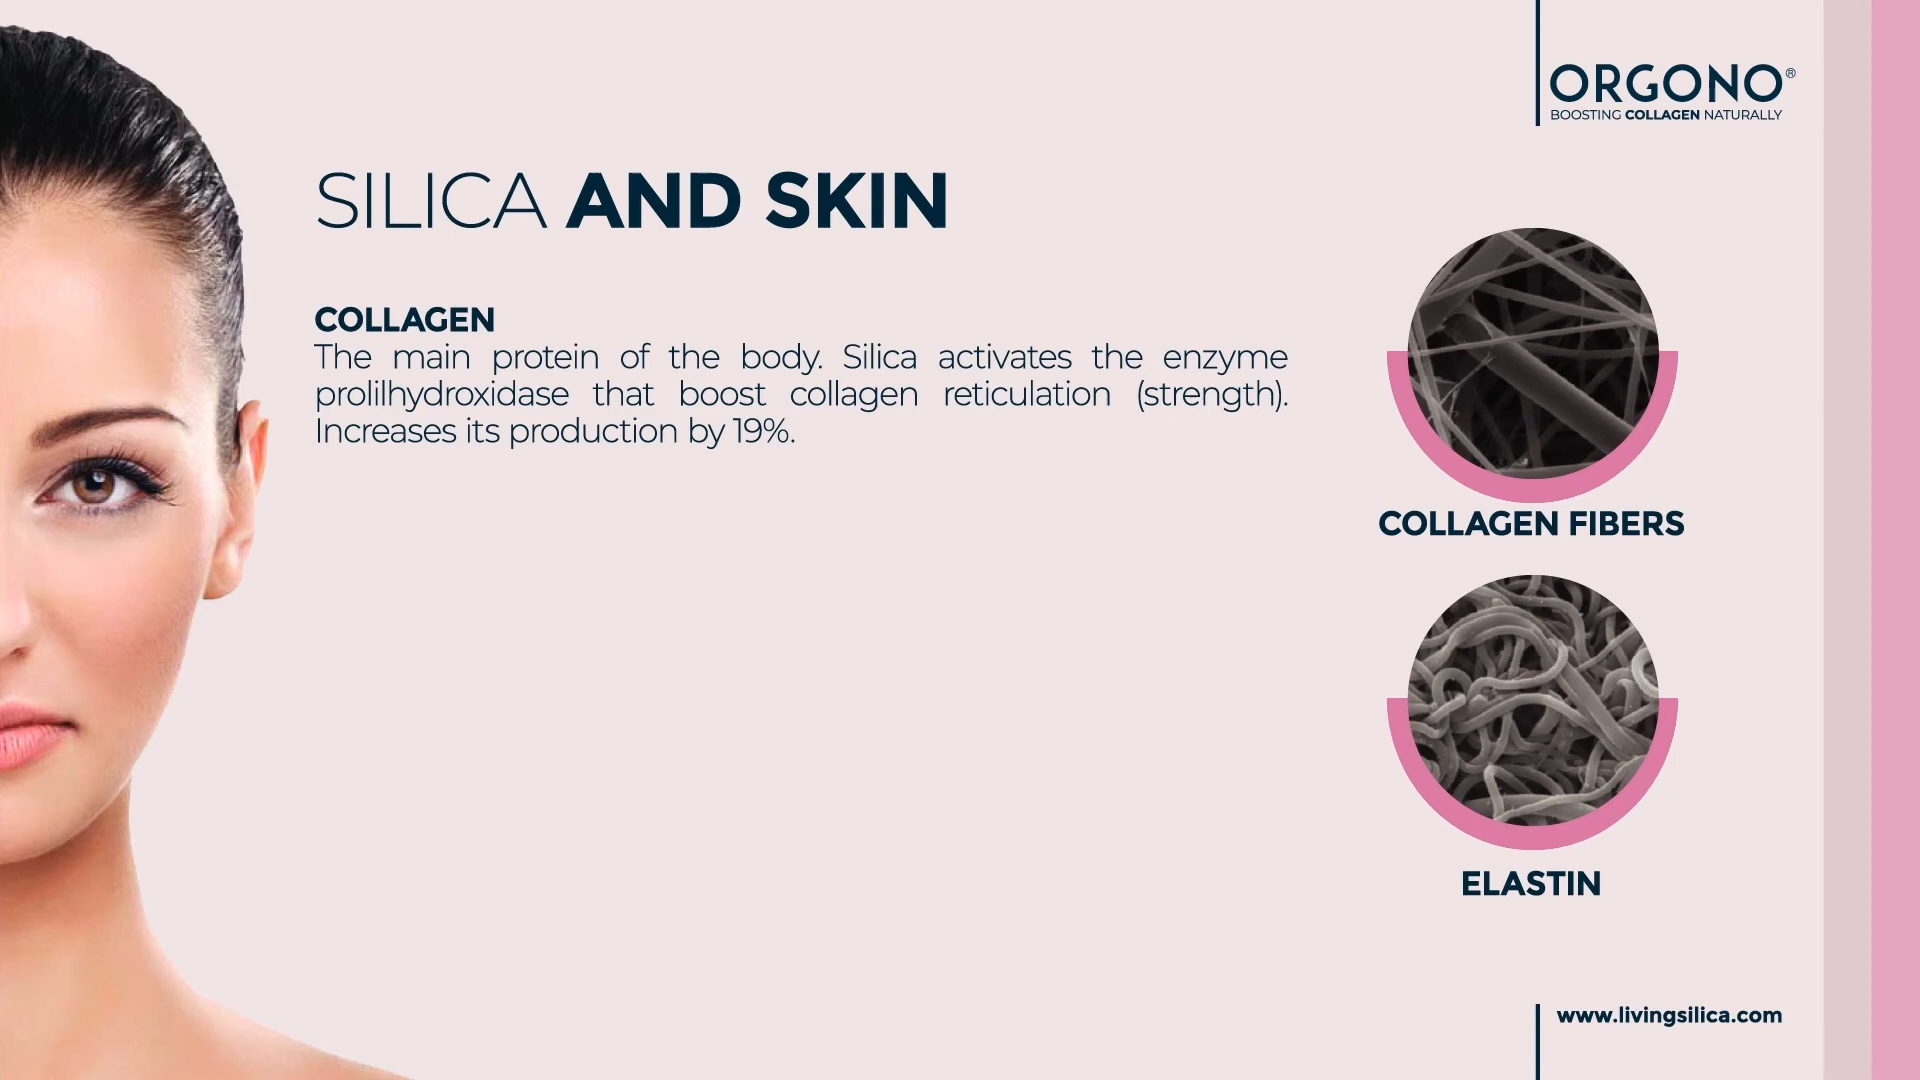 ORGONO®
BOOSTING COLLAGEN NATURALLY
SILICA AND SKIN
COLLAGEN
The main protein of the body. Silica activates the enzyme
prolilhydroxidase that boost collagen reticulation (strength).
Increases its production by 19%.
COLLAGEN FIBERS
ELASTIN
www.livingsilica.com